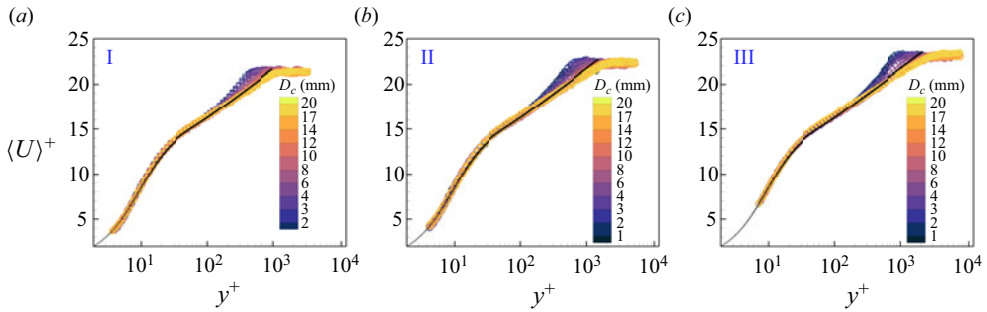 (a) (b) (c)
25 25 25
I II III
20 20 20
D_c (mm) D_c (mm) D_c (mm)
20 20 20
17 17 17
⟨U⟩⁺ 15 14 15 14 15 14
12 12 12
10 10 10
10 8 10 8 10 8
6 6 6
4 4 4
3 3 3
5 2 5 2 5 2
1 1
10¹ 10² 10³ 10⁴ 10¹ 10² 10³ 10⁴ 10¹ 10² 10³ 10⁴
y⁺ y⁺ y⁺